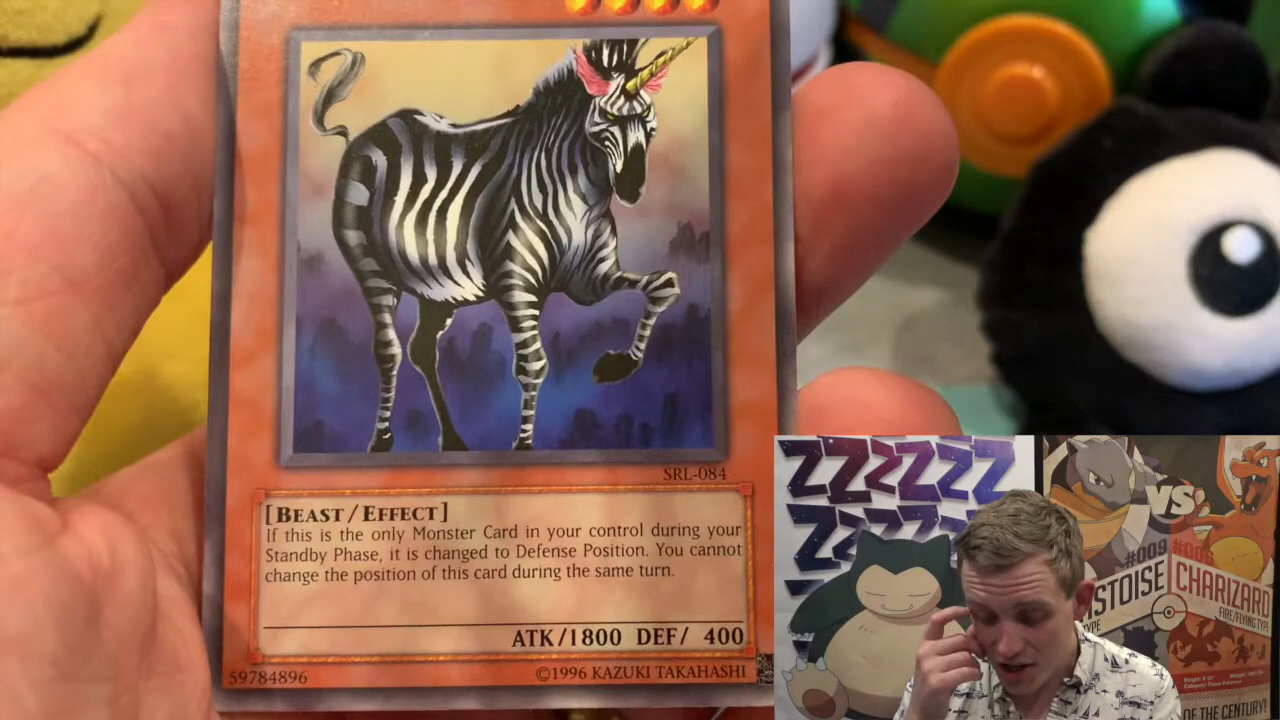 SRL-084
[BEAST/EFFECT]
If this is the only Monster Card in your control during your
Standby Phase, it is changed to Defense Position. You cannot
change the position of this card during the same turn.
ATK/1800 DEF/ 400
59784896
©1996 KAZUKI TAKAHASHI
ZZZZZZ
ZZZZZ
VS
#009 #006
STOISE CHARIZARD
TYPE FIRE/FLYING TYPE
OF THE CENTURY!